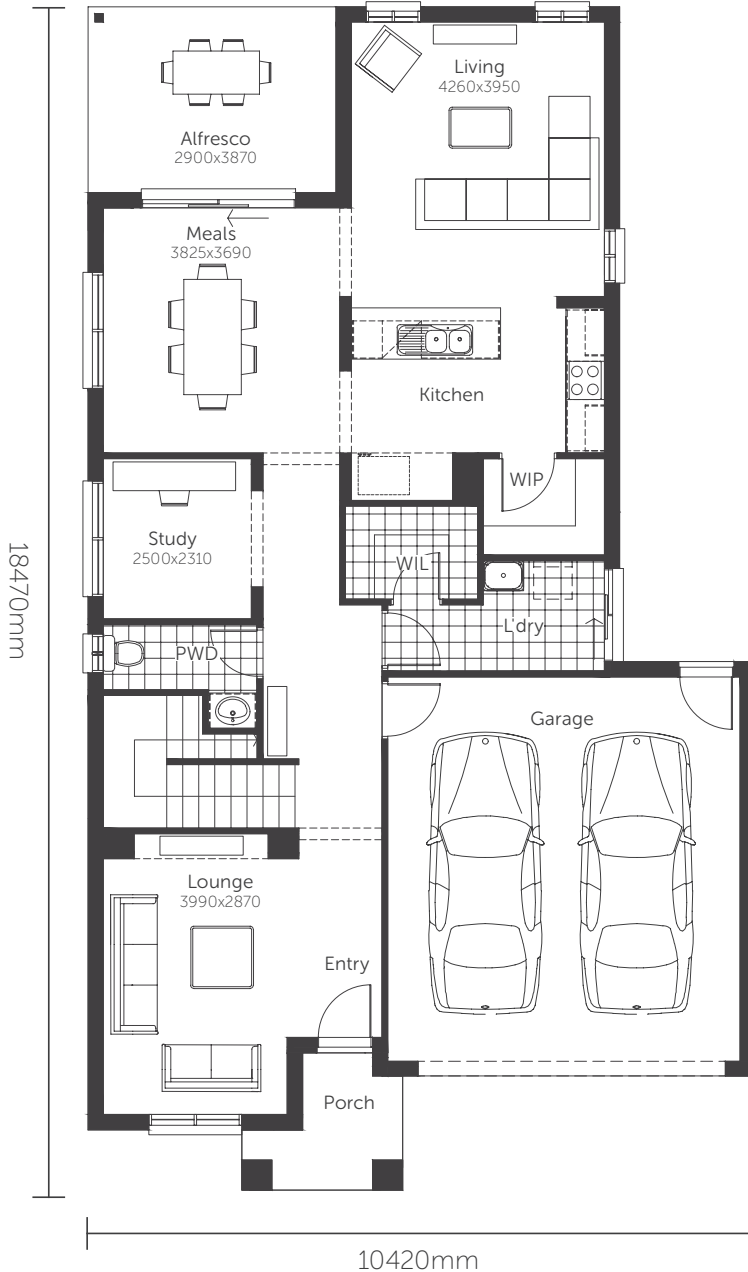 Living
4260x3950
Alfresco
2900x3870
Meals
3825x3690
Kitchen
WIP
Study
2500x2310
WIL
L'dry
PWD
Garage
Lounge
3990x2870
Entry
Porch
18470mm
10420mm